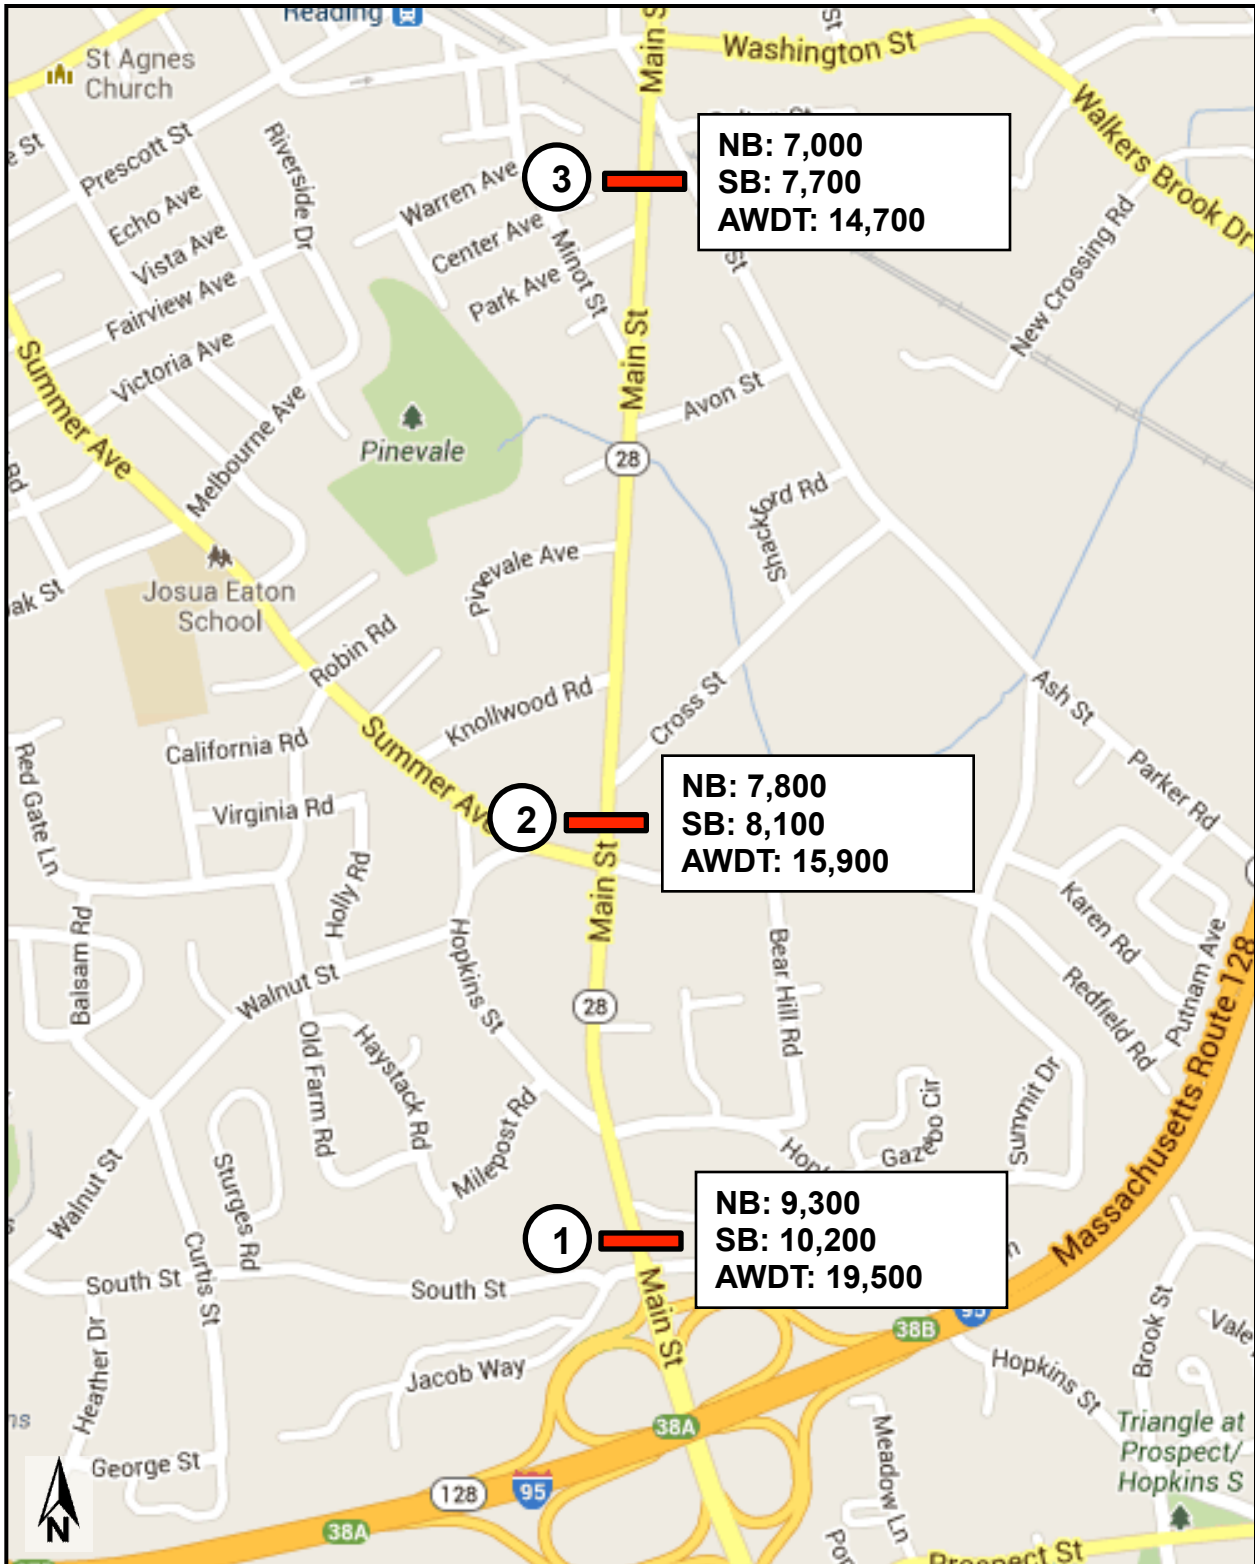 Reading
St Agnes
Church
Main St
Washington St
Walkers Brook Dr
Prescott St
Riverside Dr
Echo Ave
Vista Ave
Fairview Ave
Victoria Ave
Warren Ave
Center Ave
Park Ave
Minot St
3
NB: 7,000
SB: 7,700
AWDT: 14,700
St
St
St
New Crossing Rd
Main St
Summer Ave
Melbourne Ave
Pinevale
Avon St
28
Rd
Shackford Rd
Pinevale Ave
Josua Eaton
School
Robin Rd
Knollwood Rd
Cross St
Ash St
Parker Rd
California Rd
Summer Ave
Red Gate Ln
Virginia Rd
2
NB: 7,800
SB: 8,100
AWDT: 15,900
Main St
Holly Rd
Balsam Rd
Walnut St
Hopkins St
Bear Hill Rd
Karen Rd
Redfield Rd
Putnam Ave
Massachusetts Route 128
28
Old Farm Rd
Haystack Rd
Milepost Rd
Gazebo Cir
Summit Dr
Walnut St
Sturges Rd
Curtis St
1
NB: 9,300
SB: 10,200
AWDT: 19,500
South St
South St
Main St
Heather Dr
Jacob Way
38B
95
Hopkins St
Brook St
38A
Meadow Ln
Triangle at
Prospect/
Hopkins S
George St
128
95
38A
N
Prospect St